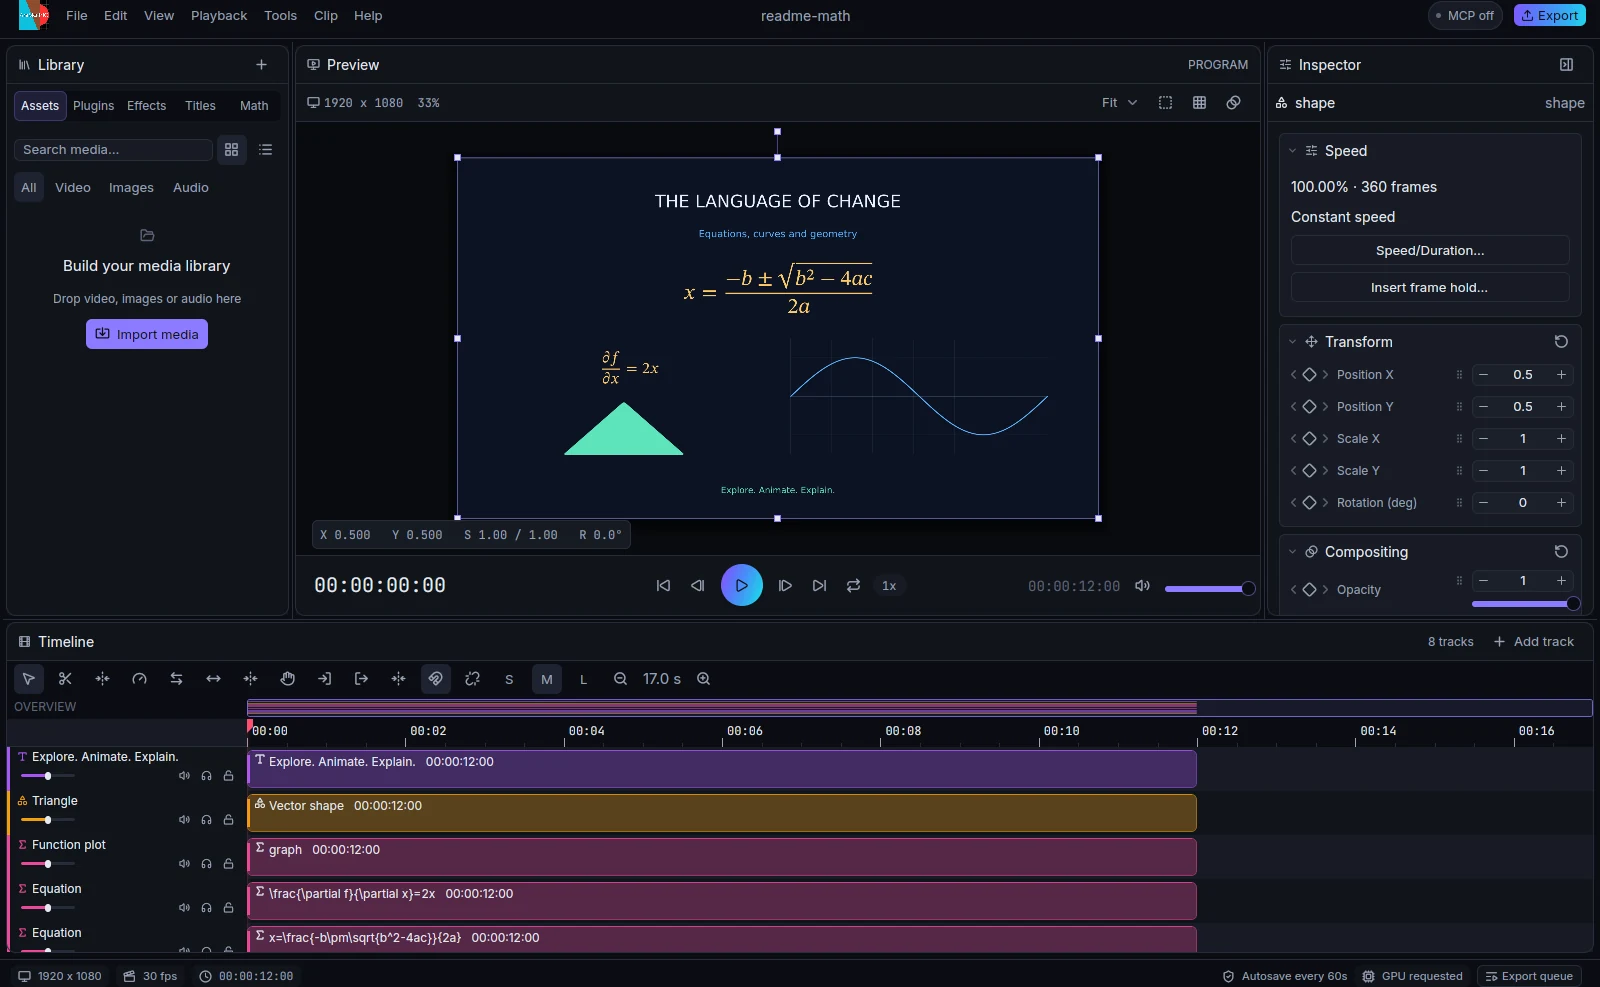 File Edit View Playback Tools Clip Help
readme-math
MCP off
Export
Library
Assets Plugins Effects Titles Math
Search media...
All Video Images Audio
Build your media library
Drop video, images or audio here
Import media
Preview
PROGRAM
1920 x 1080 33%
Fit
THE LANGUAGE OF CHANGE
Equations, curves and geometry
x = −b ± √b² − 4ac / 2a
∂f / ∂x = 2x
Explore. Animate. Explain.
X 0.500 Y 0.500 S 1.00 / 1.00 R 0.0°
00:00:00:00
1x
00:00:12:00
Inspector
shape shape
Speed
100.00% · 360 frames
Constant speed
Speed/Duration...
Insert frame hold...
Transform
Position X 0.5
Position Y 0.5
Scale X 1
Scale Y 1
Rotation (deg) 0
Compositing
Opacity 1
Timeline
8 tracks
Add track
S M L
17.0 s
OVERVIEW
00:00 00:02 00:04 00:06 00:08 00:10 00:12 00:14 00:16
Explore. Animate. Explain.
Explore. Animate. Explain. 00:00:12:00
Triangle
Vector shape 00:00:12:00
Function plot
graph 00:00:12:00
Equation
\frac{\partial f}{\partial x}=2x 00:00:12:00
Equation
x=\frac{-b\pm\sqrt{b^2-4ac}}{2a} 00:00:12:00
1920 x 1080 30 fps 00:00:12:00
Autosave every 60s GPU requested Export queue